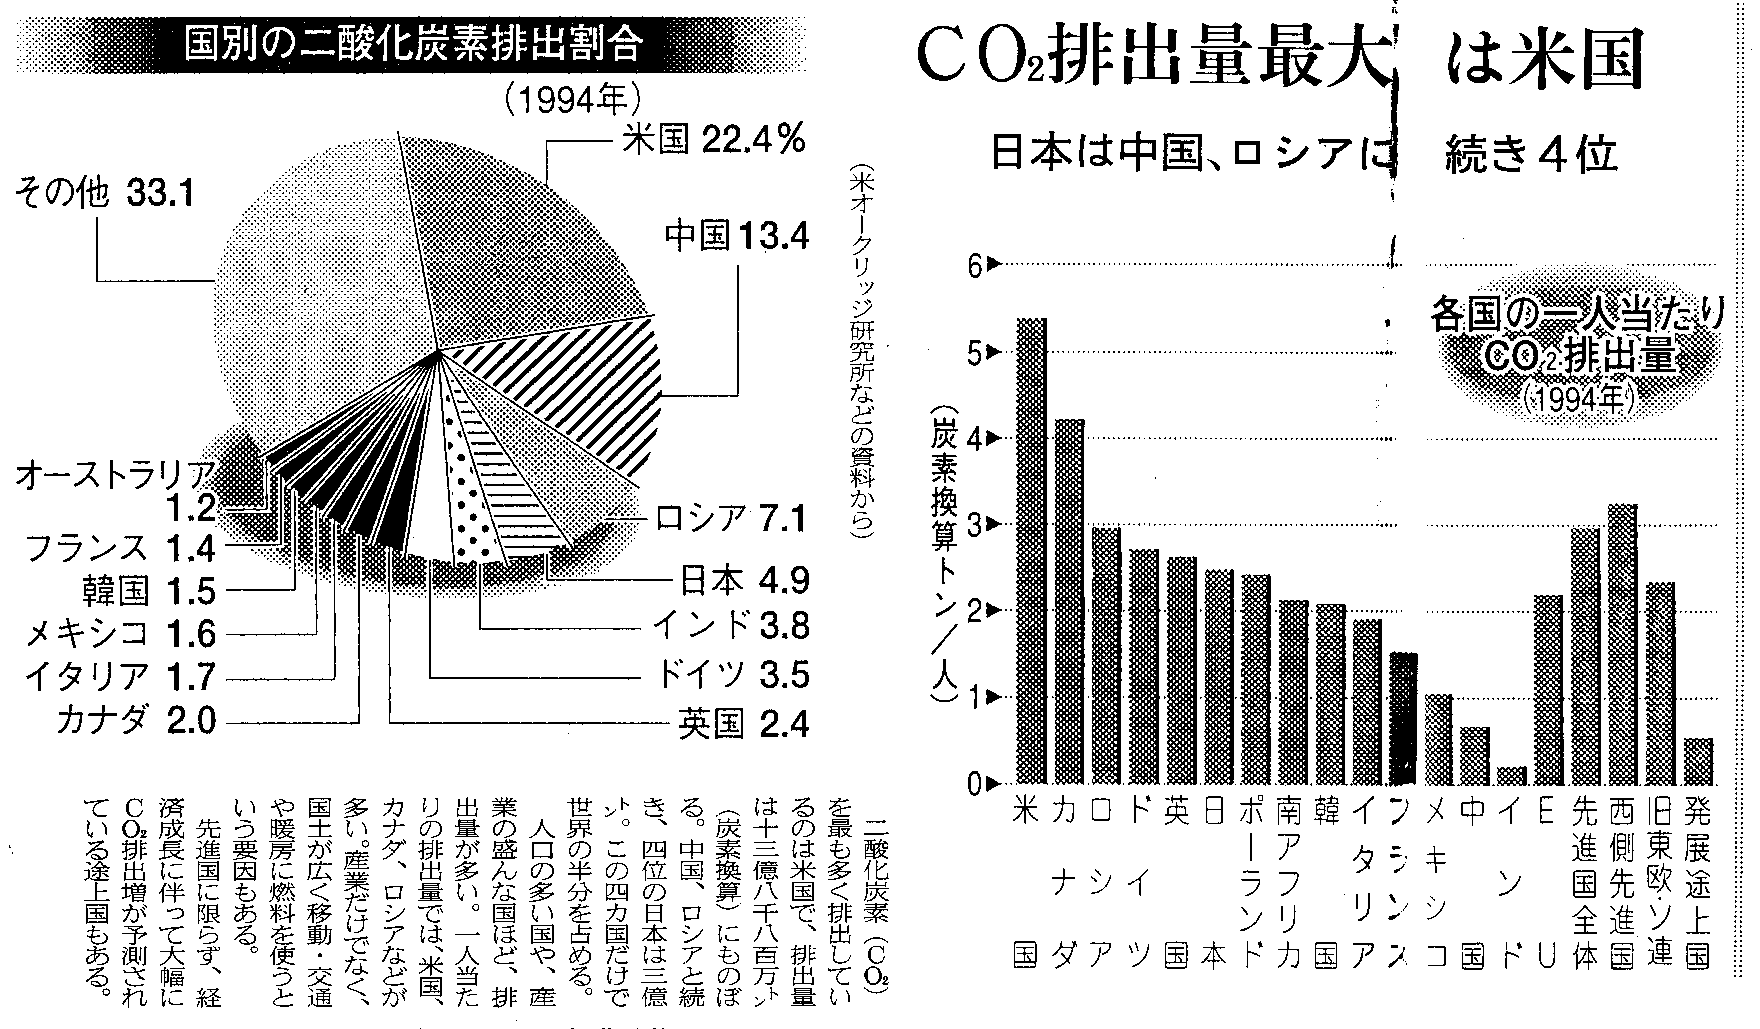 国別の二酸化炭素排出割合
(1994年)
米国 22.4%
中国 13.4
ロシア 7.1
日本 4.9
インド 3.8
ドイツ 3.5
英国 2.4
その他 33.1
オーストラリア
1.2
フランス 1.4
韓国 1.5
メキシコ 1.6
イタリア 1.7
カナダ 2.0
(米オークリッジ研究所などの資料から)
CO₂排出量最大は米国
日本は中国、ロシアに続き4位
各国の一人当たり
CO₂排出量
(1994年)
(炭素換算トン/人)
6
5
4
3
2
1
0
米国
カナダ
ロシア
ドイツ
英国
日本
ポーランド
南アフリカ
韓国
イタリア
フランス
メキシコ
中国
インド
EU
先進国全体
西側先進国
旧東欧・ソ連
発展途上国
二酸化炭素(CO₂)
を最も多く排出してい
るのは米国で、排出量
は十三億八千八百万㌧
(炭素換算)にものぼ
る。中国、ロシアと続
き、四位の日本は三億
㌧。この四カ国だけで
世界の半分を占める。
人口の多い国や、産
業の盛んな国ほど、排
出量が多い。一人当た
りの排出量では、米国、
カナダ、ロシアなどが
多い。産業だけでなく、
国土が広く移動・交通
や暖房に燃料を使うと
いう要因もある。
先進国に限らず、経
済成長に伴って大幅に
CO₂排出増が予測され
ている途上国もある。